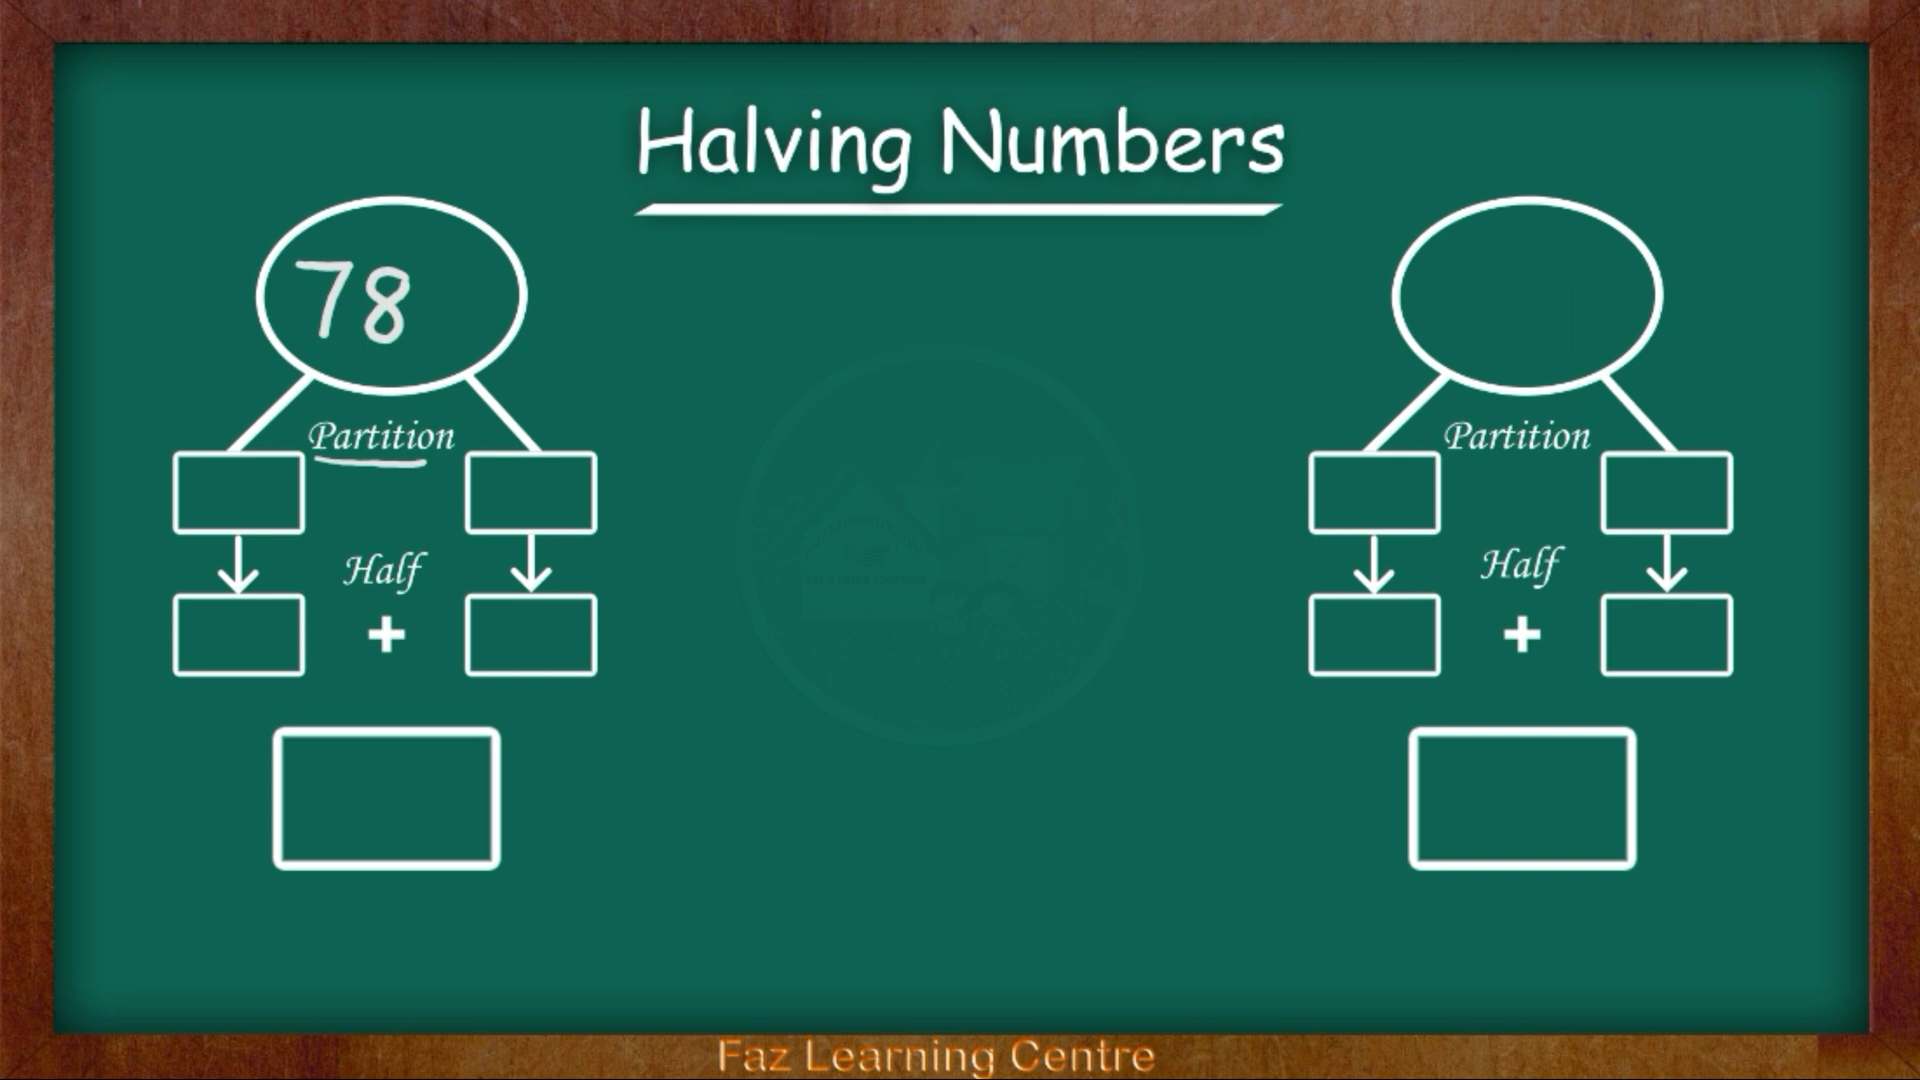 Halving Numbers
78
Partition
Partition
Half
Half
+
+
Faz Learning Centre